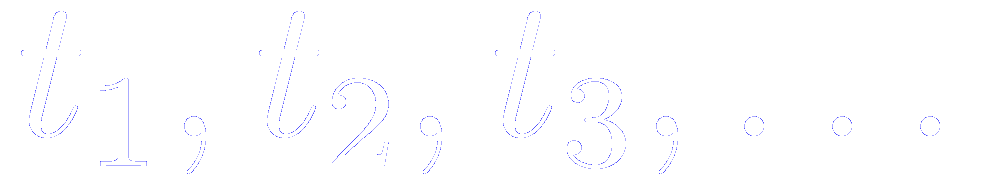 t₁, t₂, t₃, ...